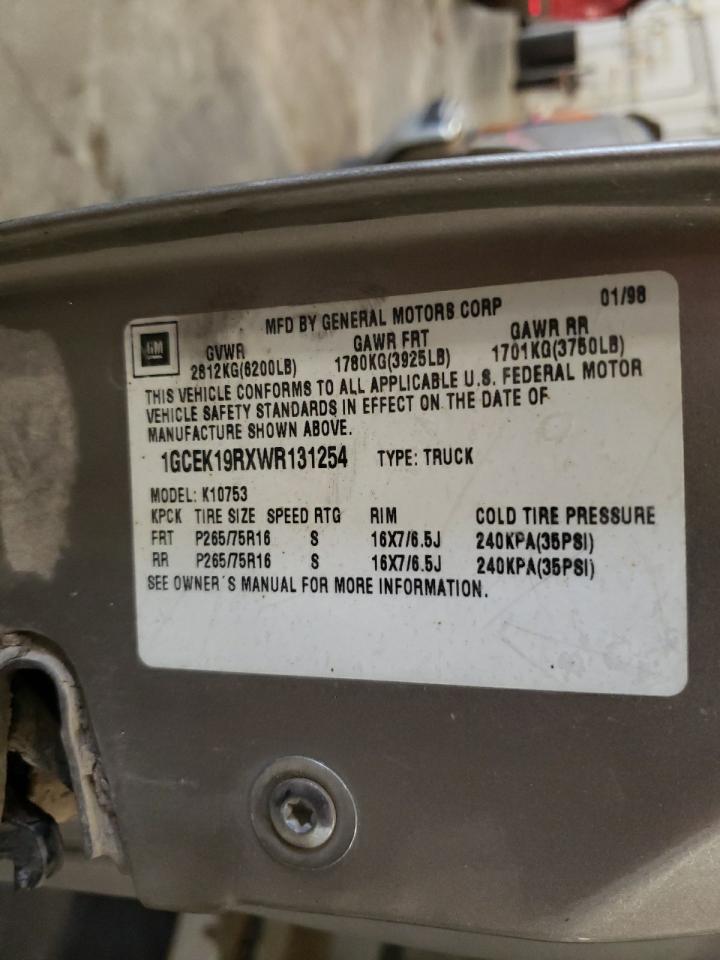 MFD BY GENERAL MOTORS CORP 01/98
GM
GVWR GAWR FRT GAWR RR
2812KG(6200LB) 1780KG(3925LB) 1701KG(3750LB)
THIS VEHICLE CONFORMS TO ALL APPLICABLE U.S. FEDERAL MOTOR
VEHICLE SAFETY STANDARDS IN EFFECT ON THE DATE OF
MANUFACTURE SHOWN ABOVE.
1GCEK19RXWR131254 TYPE: TRUCK
MODEL: K10753
KPCK TIRE SIZE SPEED RTG RIM COLD TIRE PRESSURE
FRT P265/75R16 S 16X7/6.5J 240KPA(35PSI)
RR P265/75R16 S 16X7/6.5J 240KPA(35PSI)
SEE OWNER'S MANUAL FOR MORE INFORMATION.